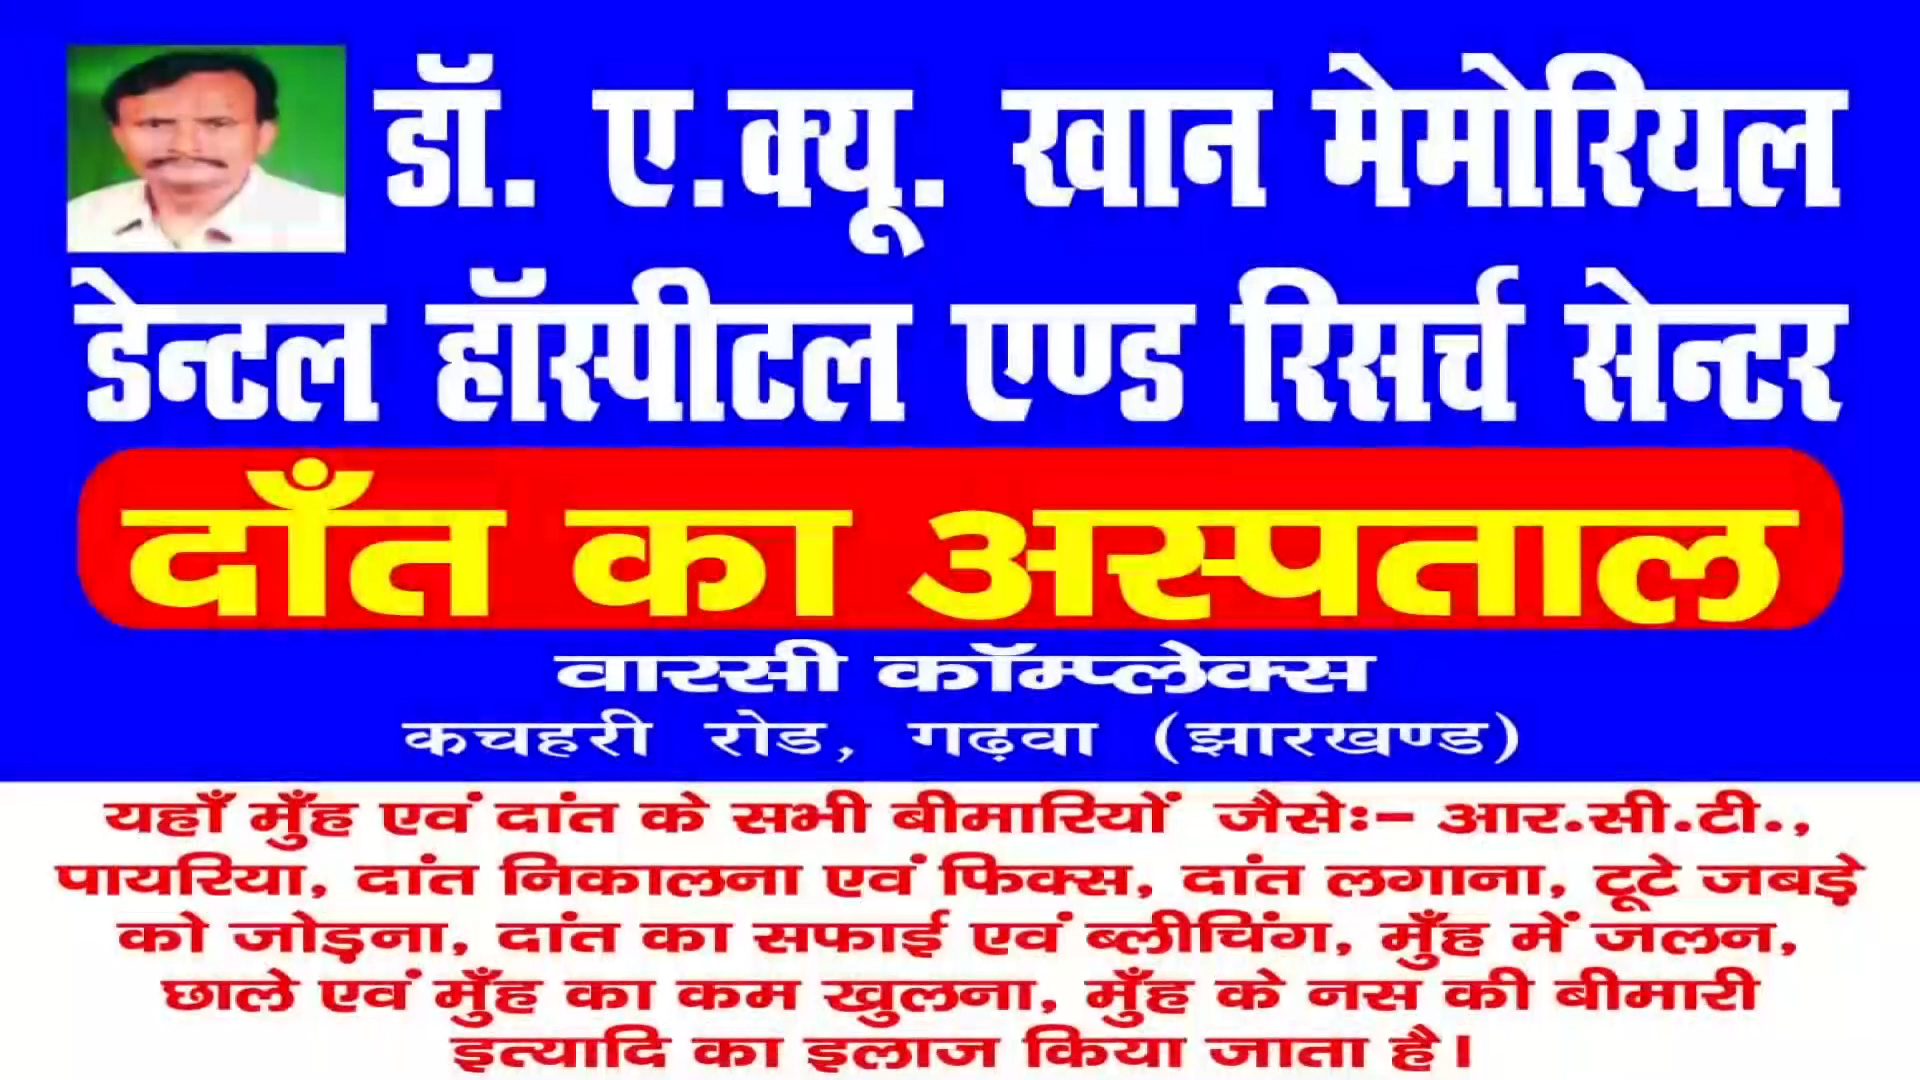 डॉ. ए.क्यू. खान मेमोरियल
डेन्टल हॉस्पीटल एण्ड रिसर्च सेन्टर
दाँत का अस्पताल
वारसी कॉम्प्लेक्स
कचहरी रोड, गढ़वा (झारखण्ड)
यहाँ मुँह एवं दांत के सभी बीमारियों जैसेः- आर.सी.टी.,
पायरिया, दांत निकालना एवं फिक्स, दांत लगाना, टूटे जबड़े
को जोड़ना, दांत का सफाई एवं ब्लीचिंग, मुँह में जलन,
छाले एवं मुँह का कम खुलना, मुँह के नस की बीमारी
इत्यादि का इलाज किया जाता है।